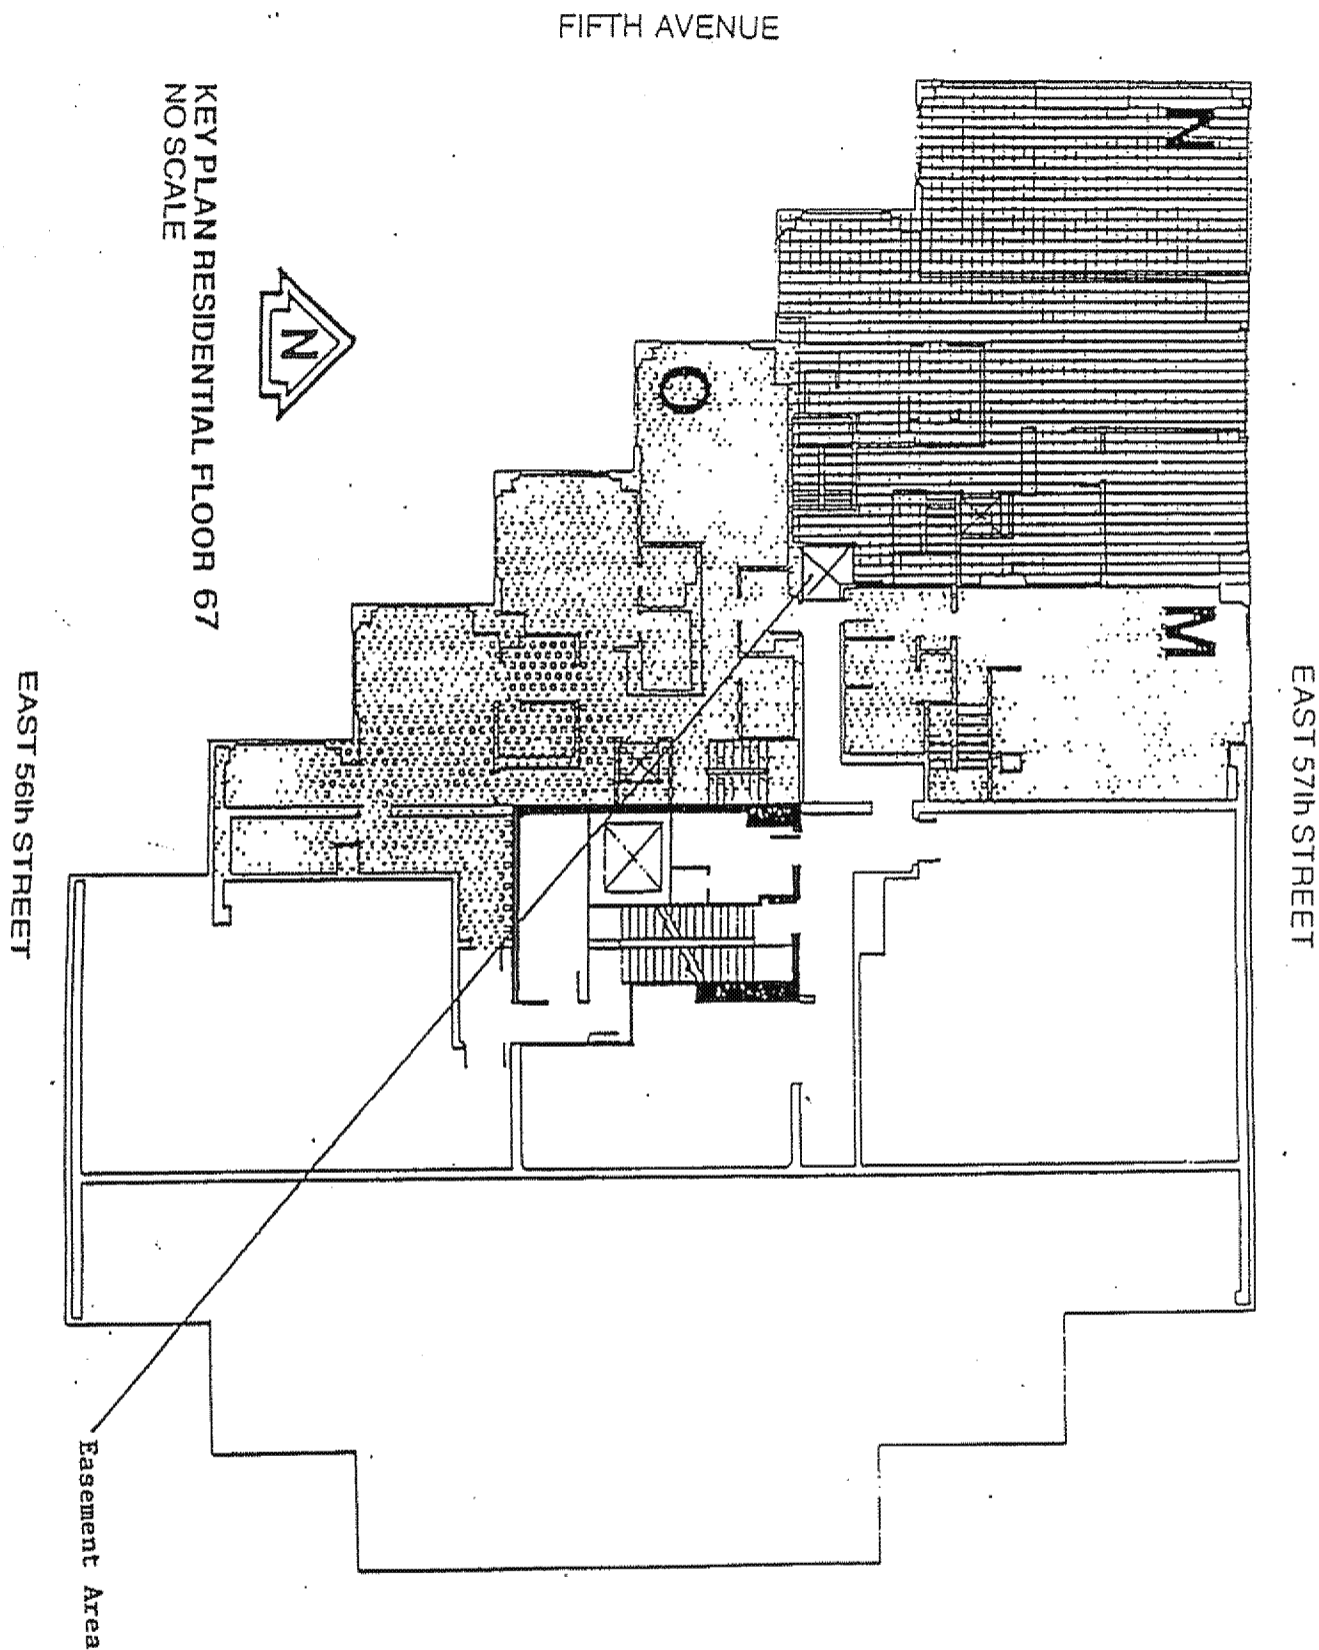 FIFTH AVENUE
KEY PLAN RESIDENTIAL FLOOR 67
NO SCALE
N
N
O
M
EAST 56th STREET
EAST 57th STREET
Easement Area